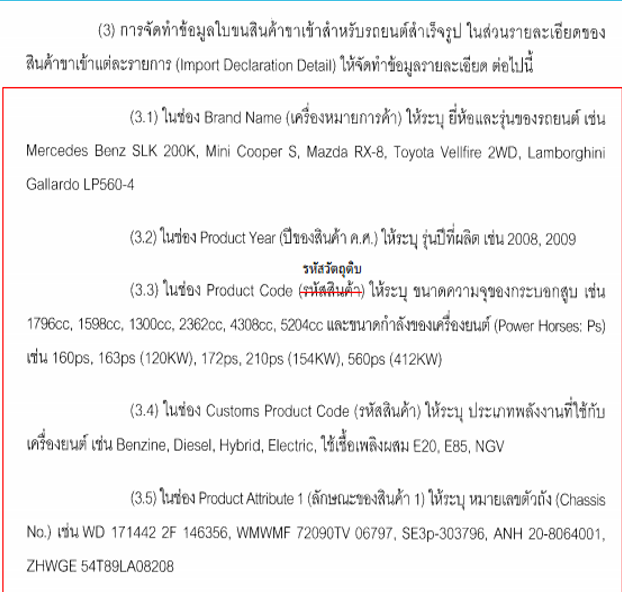 (3) การจัดทำข้อมูลใบขนสินค้าขาเข้าสำหรับรถยนต์สำเร็จรูป ในส่วนรายละเอียดของ
สินค้าขาเข้าแต่ละรายการ (Import Declaration Detail) ให้จัดทำข้อมูลรายละเอียด ดังต่อไปนี้
(3.1) ในช่อง Brand Name (เครื่องหมายการค้า) ให้ระบุ ยี่ห้อและรุ่นของรถยนต์ เช่น
Mercedes Benz SLK 200K, Mini Cooper S, Mazda RX-8, Toyota Vellfire 2WD, Lamborghini
Gallardo LP560-4
(3.2) ในช่อง Product Year (ปีของสินค้า ค.ศ.) ให้ระบุ รุ่นปีที่ผลิต เช่น 2008, 2009
รหัสวัตถุดิบ
(3.3) ในช่อง Product Code (รหัสสินค้า) ให้ระบุ ขนาดความจุของกระบอกสูบ เช่น
1796cc, 1598cc, 1300cc, 2362cc, 4308cc, 5204cc และขนาดกำลังของเครื่องยนต์ (Power Horses: Ps)
เช่น 160ps, 163ps (120KW), 172ps, 210ps (154KW), 560ps (412KW)
(3.4) ในช่อง Customs Product Code (รหัสสินค้า) ให้ระบุ ประเภทพลังงานที่ใช้กับ
เครื่องยนต์ เช่น Benzine, Diesel, Hybrid, Electric, ใช้เชื้อเพลิงผสม E20, E85, NGV
(3.5) ในช่อง Product Attribute 1 (ลักษณะของสินค้า 1) ให้ระบุ หมายเลขตัวถัง (Chassis
No.) เช่น WD 171442 2F 146356, WMWMF 72090TV 06797, SE3p-303796, ANH 20-8064001,
ZHWGE 54T89LA08208